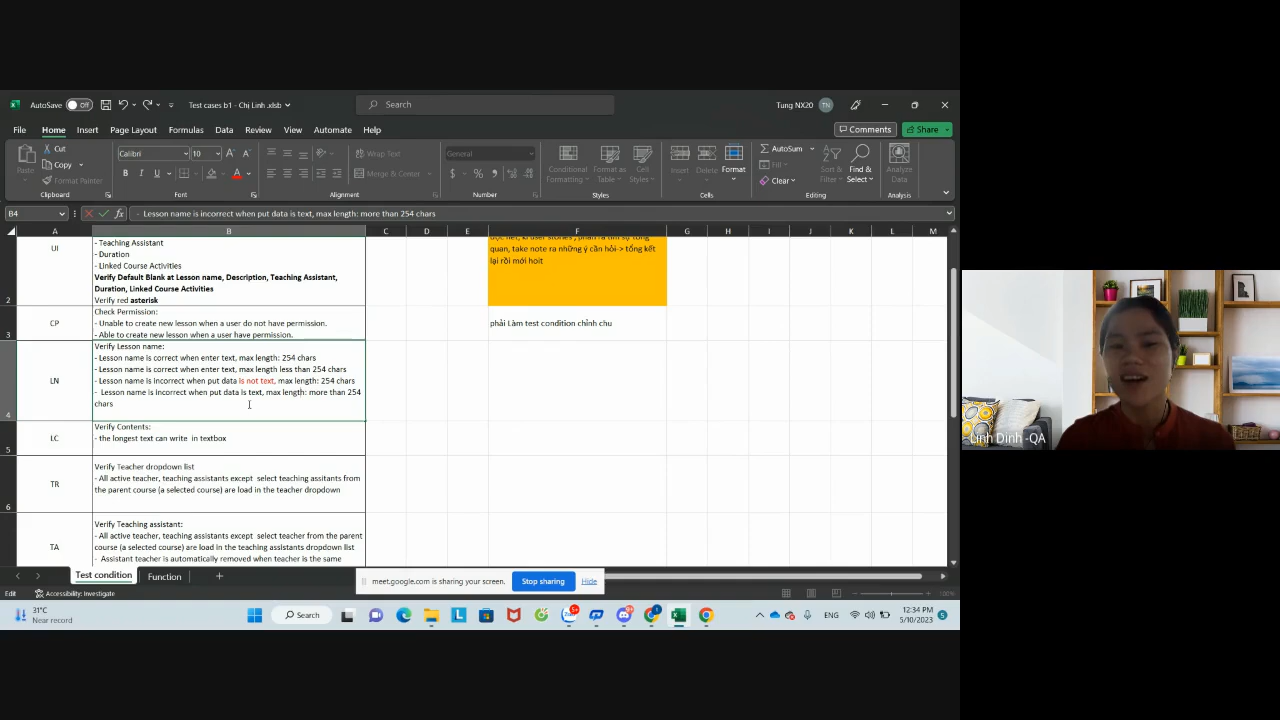 AutoSave
Off
Test cases b1 - Chị Linh .xlsb
Search
Tung NX20
TN
File
Home
Insert
Page Layout
Formulas
Data
Review
View
Automate
Help
Comments
Share
Paste
Cut
Copy
Format Painter
Clipboard
Calibri
10
Font
Wrap Text
Merge & Center
Alignment
General
Number
Conditional Formatting
Format as Table
Cell Styles
Styles
Insert
Delete
Format
Cells
AutoSum
Fill
Clear
Sort & Filter
Find & Select
Editing
Analyze Data
Analysis
B4
fx
- Lesson name is incorrect when put data is text, max length: more than 254 chars
A B C D E F G H I J K L M
UI
- Teaching Assistant
- Duration
- Linked Course Activities
Verify Default Blank at Lesson name, Description, Teaching Assistant,
Duration, Linked Course Activities
Verify red asterisk
2
quan, take note ra những ý cần hỏi-> tổng kết
lại rồi mới hoit
CP
Check Permission:
- Unable to create new lesson when a user do not have permission.
- Able to create new lesson when a user have permission.
3
phải Làm test condition chỉnh chu
LN
Verify Lesson name:
- Lesson name is correct when enter text, max length: 254 chars
- Lesson name is correct when enter text, max length less than 254 chars
- Lesson name is incorrect when put data is not text, max length: 254 chars
- Lesson name is incorrect when put data is text, max length: more than 254
chars
4
LC
Verify Contents:
- the longest text can write in textbox
5
TR
Verify Teacher dropdown list
- All active teacher, teaching assistants except select teaching assitants from
the parent course (a selected course) are load in the teacher dropdown
6
TA
Verify Teaching assistant:
- All active teacher, teaching assistants except select teacher from the parent
course (a selected course) are load in the teaching assistants dropdown list
- Assistant teacher is automatically removed when teacher is the same
Test condition
Function
meet.google.com is sharing your screen.
Stop sharing
Hide
Edit
Accessibility: Investigate
100%
31°C
Near record
Search
ENG
12:34 PM
5/10/2023
5
Linh Dinh -QA